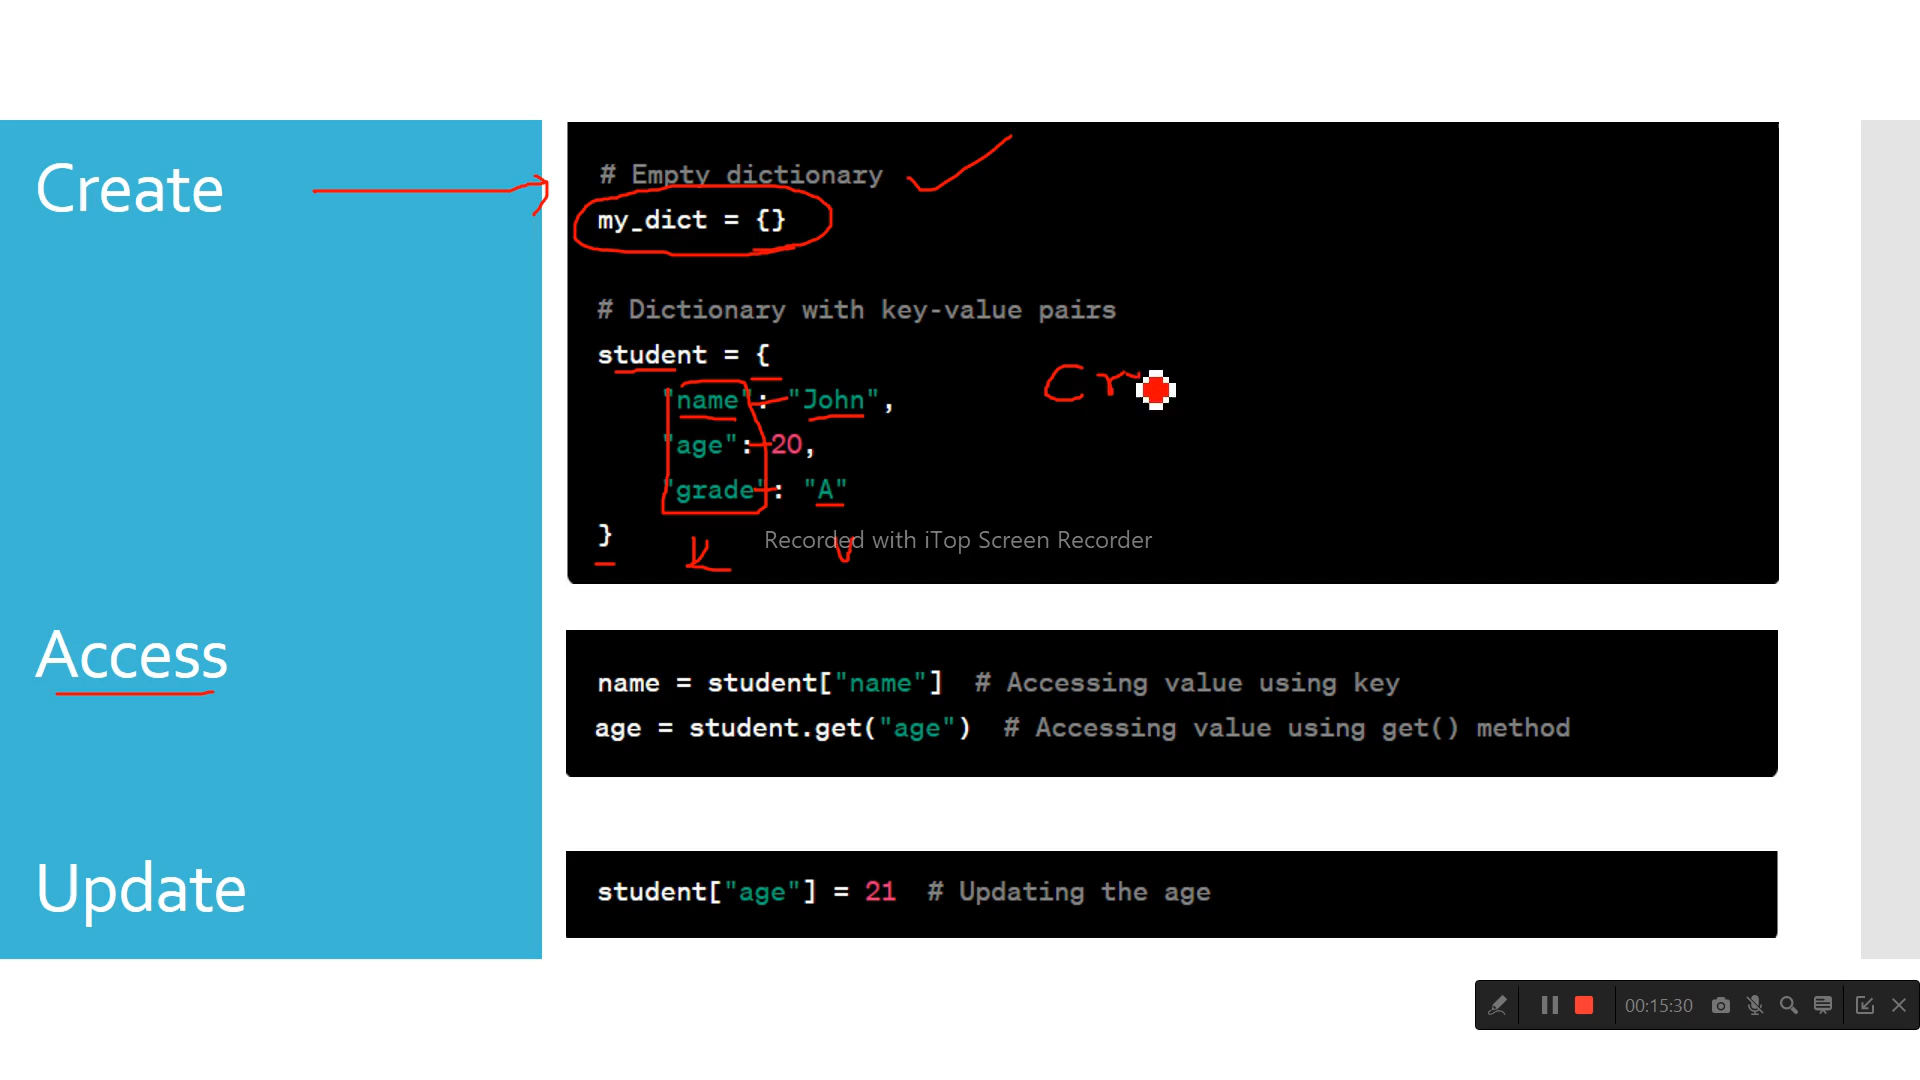 Create
# Empty dictionary
my_dict = {}
# Dictionary with key-value pairs
student = {
"name": "John",
"age": 20,
"grade": "A"
}
Cr
K
V
Recorded with iTop Screen Recorder
Access
name = student["name"]  # Accessing value using key
age = student.get("age")  # Accessing value using get() method
Update
student["age"] = 21  # Updating the age
00:15:30